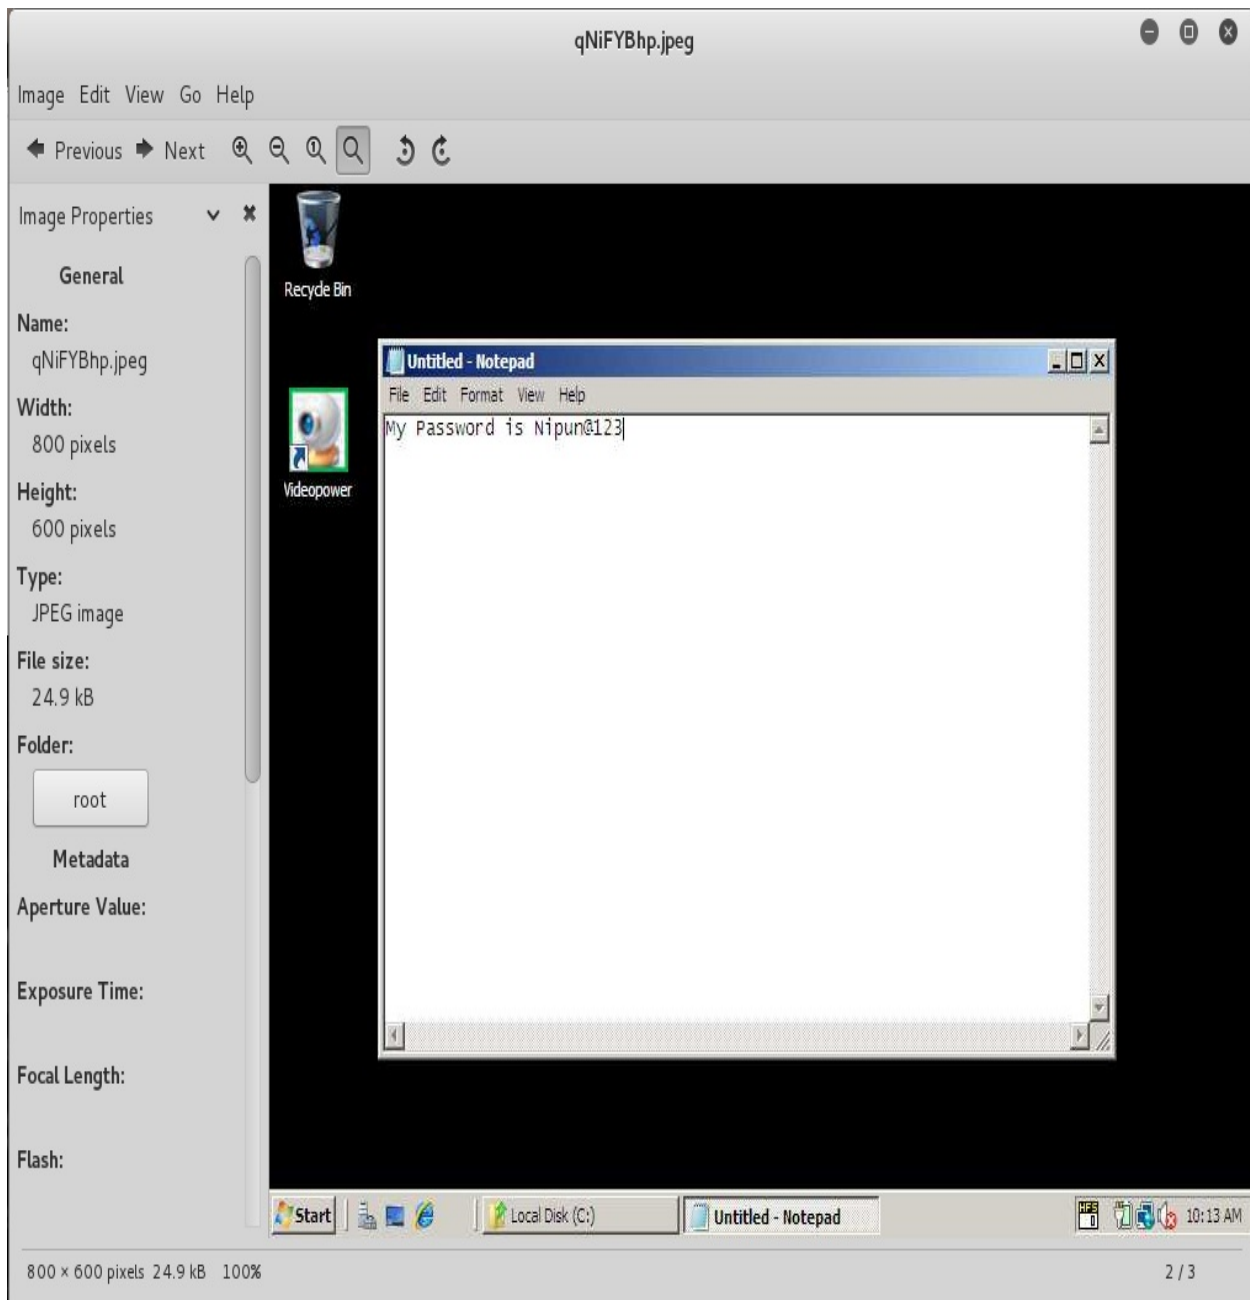 qNiFYBhp.jpeg
Image Edit View Go Help
Previous Next
Image Properties
General
Name:
qNiFYBhp.jpeg
Width:
800 pixels
Height:
600 pixels
Type:
JPEG image
File size:
24.9 kB
Folder:
root
Metadata
Aperture Value:
Exposure Time:
Focal Length:
Flash:
Recycle Bin
Videopower
Untitled - Notepad
File Edit Format View Help
My Password is Nipun@123
Start
Local Disk (C:)
Untitled - Notepad
HFS
0
10:13 AM
800 × 600 pixels 24.9 kB 100%
2 / 3